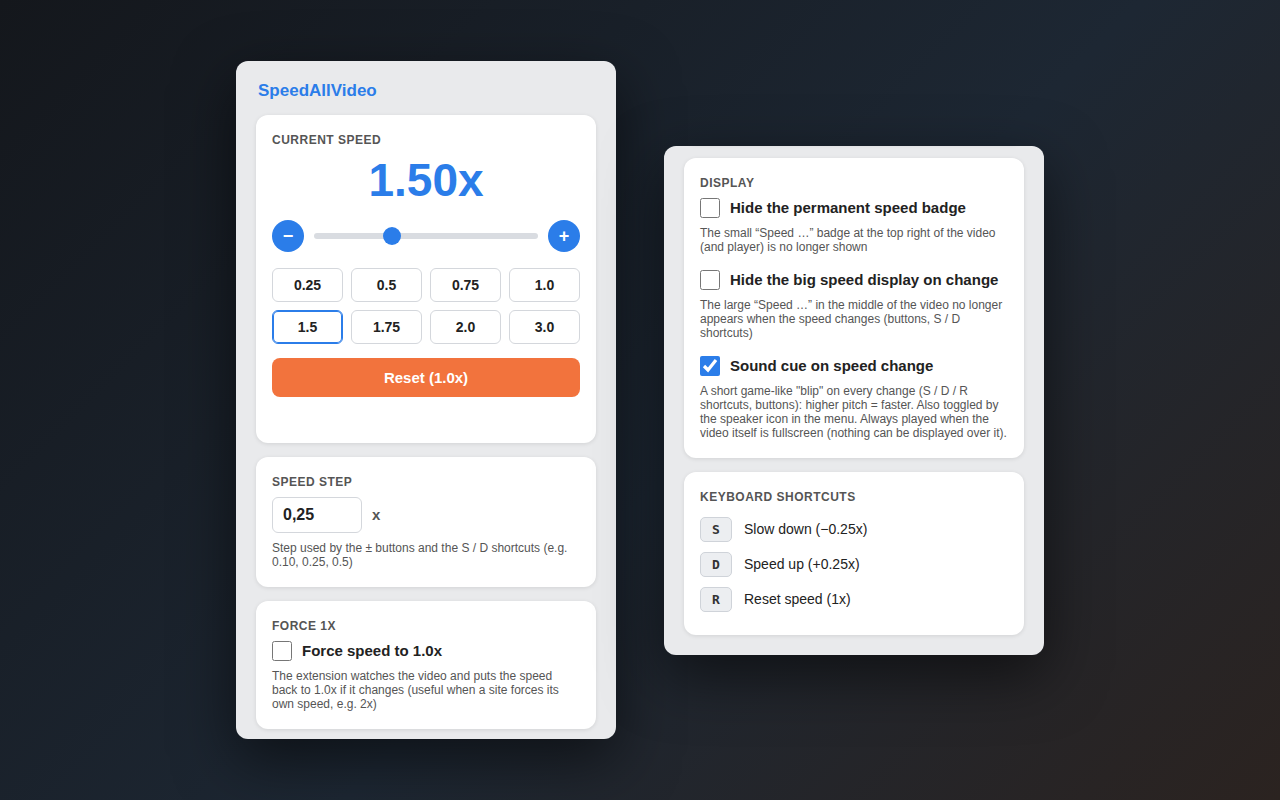 SpeedAllVideo
CURRENT SPEED
1.50x
− +
0.25 0.5 0.75 1.0
1.5 1.75 2.0 3.0
Reset (1.0x)
SPEED STEP
0,25 x
Step used by the ± buttons and the S / D shortcuts (e.g.
0.10, 0.25, 0.5)
FORCE 1X
Force speed to 1.0x
The extension watches the video and puts the speed
back to 1.0x if it changes (useful when a site forces its
own speed, e.g. 2x)
DISPLAY
Hide the permanent speed badge
The small “Speed …” badge at the top right of the video
(and player) is no longer shown
Hide the big speed display on change
The large “Speed …” in the middle of the video no longer
appears when the speed changes (buttons, S / D
shortcuts)
Sound cue on speed change
A short game-like "blip" on every change (S / D / R
shortcuts, buttons): higher pitch = faster. Also toggled by
the speaker icon in the menu. Always played when the
video itself is fullscreen (nothing can be displayed over it).
KEYBOARD SHORTCUTS
S Slow down (−0.25x)
D Speed up (+0.25x)
R Reset speed (1x)